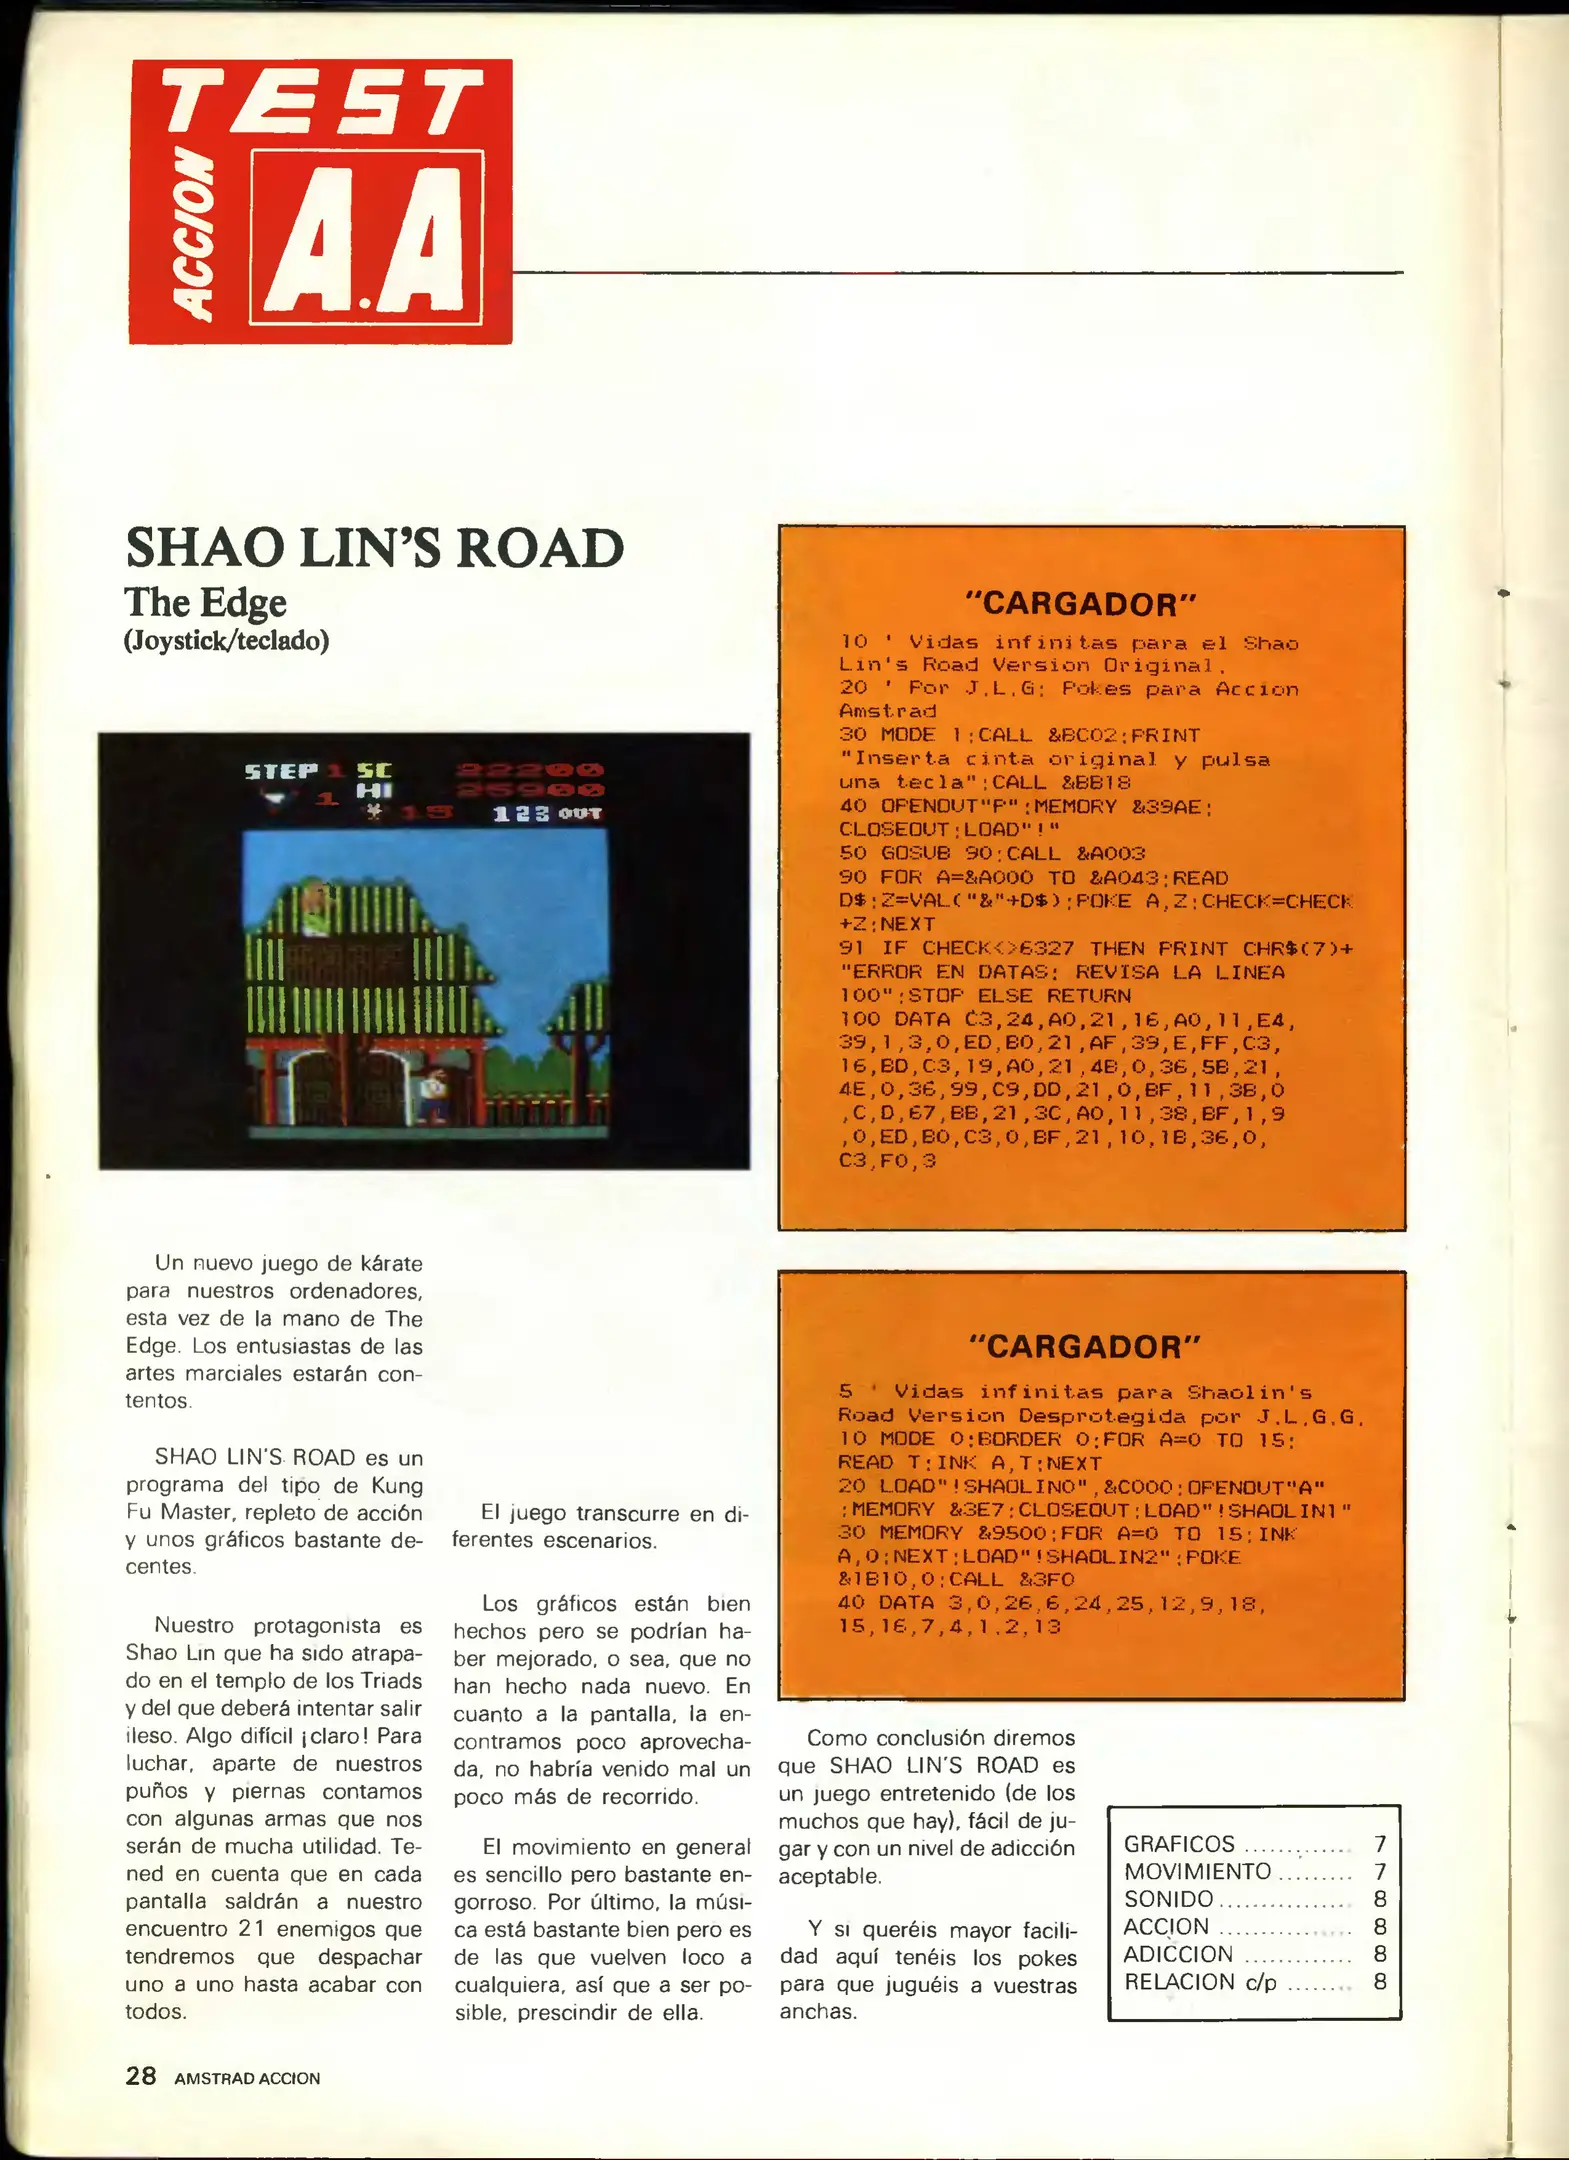 TEST
ACCION
A.A
SHAO LIN'S ROAD
The Edge
(Joystick/teclado)
STEP 1 SC 22200
1 HI 25900
15 123 OUT
Un nuevo juego de kárate
para nuestros ordenadores,
esta vez de la mano de The
Edge. Los entusiastas de las
artes marciales estarán con-
tentos.
SHAO LIN'S ROAD es un
programa del tipo de Kung
Fu Master, repleto de acción
y unos gráficos bastante de-
centes.
Nuestro protagonista es
Shao Lin que ha sido atrapa-
do en el templo de los Triads
y del que deberá intentar salir
ileso. Algo difícil ¡claro! Para
luchar, aparte de nuestros
puños y piernas contamos
con algunas armas que nos
serán de mucha utilidad. Te-
ned en cuenta que en cada
pantalla saldrán a nuestro
encuentro 21 enemigos que
tendremos que despachar
uno a uno hasta acabar con
todos.
El juego transcurre en di-
ferentes escenarios.
Los gráficos están bien
hechos pero se podrían ha-
ber mejorado, o sea, que no
han hecho nada nuevo. En
cuanto a la pantalla, la en-
contramos poco aprovecha-
da, no habría venido mal un
poco más de recorrido.
El movimiento en general
es sencillo pero bastante en-
gorroso. Por último, la músi-
ca está bastante bien pero es
de las que vuelven loco a
cualquiera, así que a ser po-
sible, prescindir de ella.
"CARGADOR"
10 ' Vidas infinitas para el Shao
Lin's Road Version Original.
20 ' Por J.L.G: Pokes para Accion
Amstrad
30 MODE 1:CALL &BC02:PRINT
"Inserta cinta original y pulsa
una tecla":CALL &BB18
40 OPENOUT"P":MEMORY &39AE:
CLOSEOUT:LOAD"!"
50 GOSUB 90:CALL &A003
90 FOR A=&A000 TO &A043:READ
D$:Z=VAL("&"+D$):POKE A,Z:CHECK=CHECK
+Z:NEXT
91 IF CHECK<>6327 THEN PRINT CHR$(7)+
"ERROR EN DATAS: REVISA LA LINEA
100":STOP ELSE RETURN
100 DATA C3,24,A0,21,16,A0,11,E4,
39,1,3,0,ED,B0,21,AF,39,E,FF,C3,
16,BD,C3,19,A0,21,4B,0,36,5B,21,
4E,0,36,99,C9,DD,21,0,BF,11,3B,0
,C,D,67,BB,21,3C,A0,11,38,BF,1,9
,0,ED,B0,C3,0,BF,21,10,1B,36,0,
C3,F0,3
"CARGADOR"
5 ' Vidas infinitas para Shaolin's
Road Version Desprotegida por J.L.G.G.
10 MODE 0:BORDER 0:FOR A=0 TO 15:
READ T:INK A,T:NEXT
20 LOAD"!SHAOLIN0",&C000:OPENOUT"A"
:MEMORY &3E7:CLOSEOUT:LOAD"!SHAOLIN1"
30 MEMORY &9500:FOR A=0 TO 15:INK
A,0:NEXT:LOAD"!SHAOLIN2":POKE
&1B10,0:CALL &3F0
40 DATA 3,0,26,6,24,25,12,9,18,
15,16,7,4,1.2,13
Como conclusión diremos
que SHAO LIN'S ROAD es
un juego entretenido (de los
muchos que hay), fácil de ju-
gar y con un nivel de adicción
aceptable.
Y si queréis mayor facili-
dad aquí tenéis los pokes
para que juguéis a vuestras
anchas.
GRAFICOS ............ 7
MOVIMIENTO ......... 7
SONIDO ................ 8
ACCION ................ 8
ADICCION ............. 8
RELACION c/p ........ 8
28 AMSTRAD ACCION